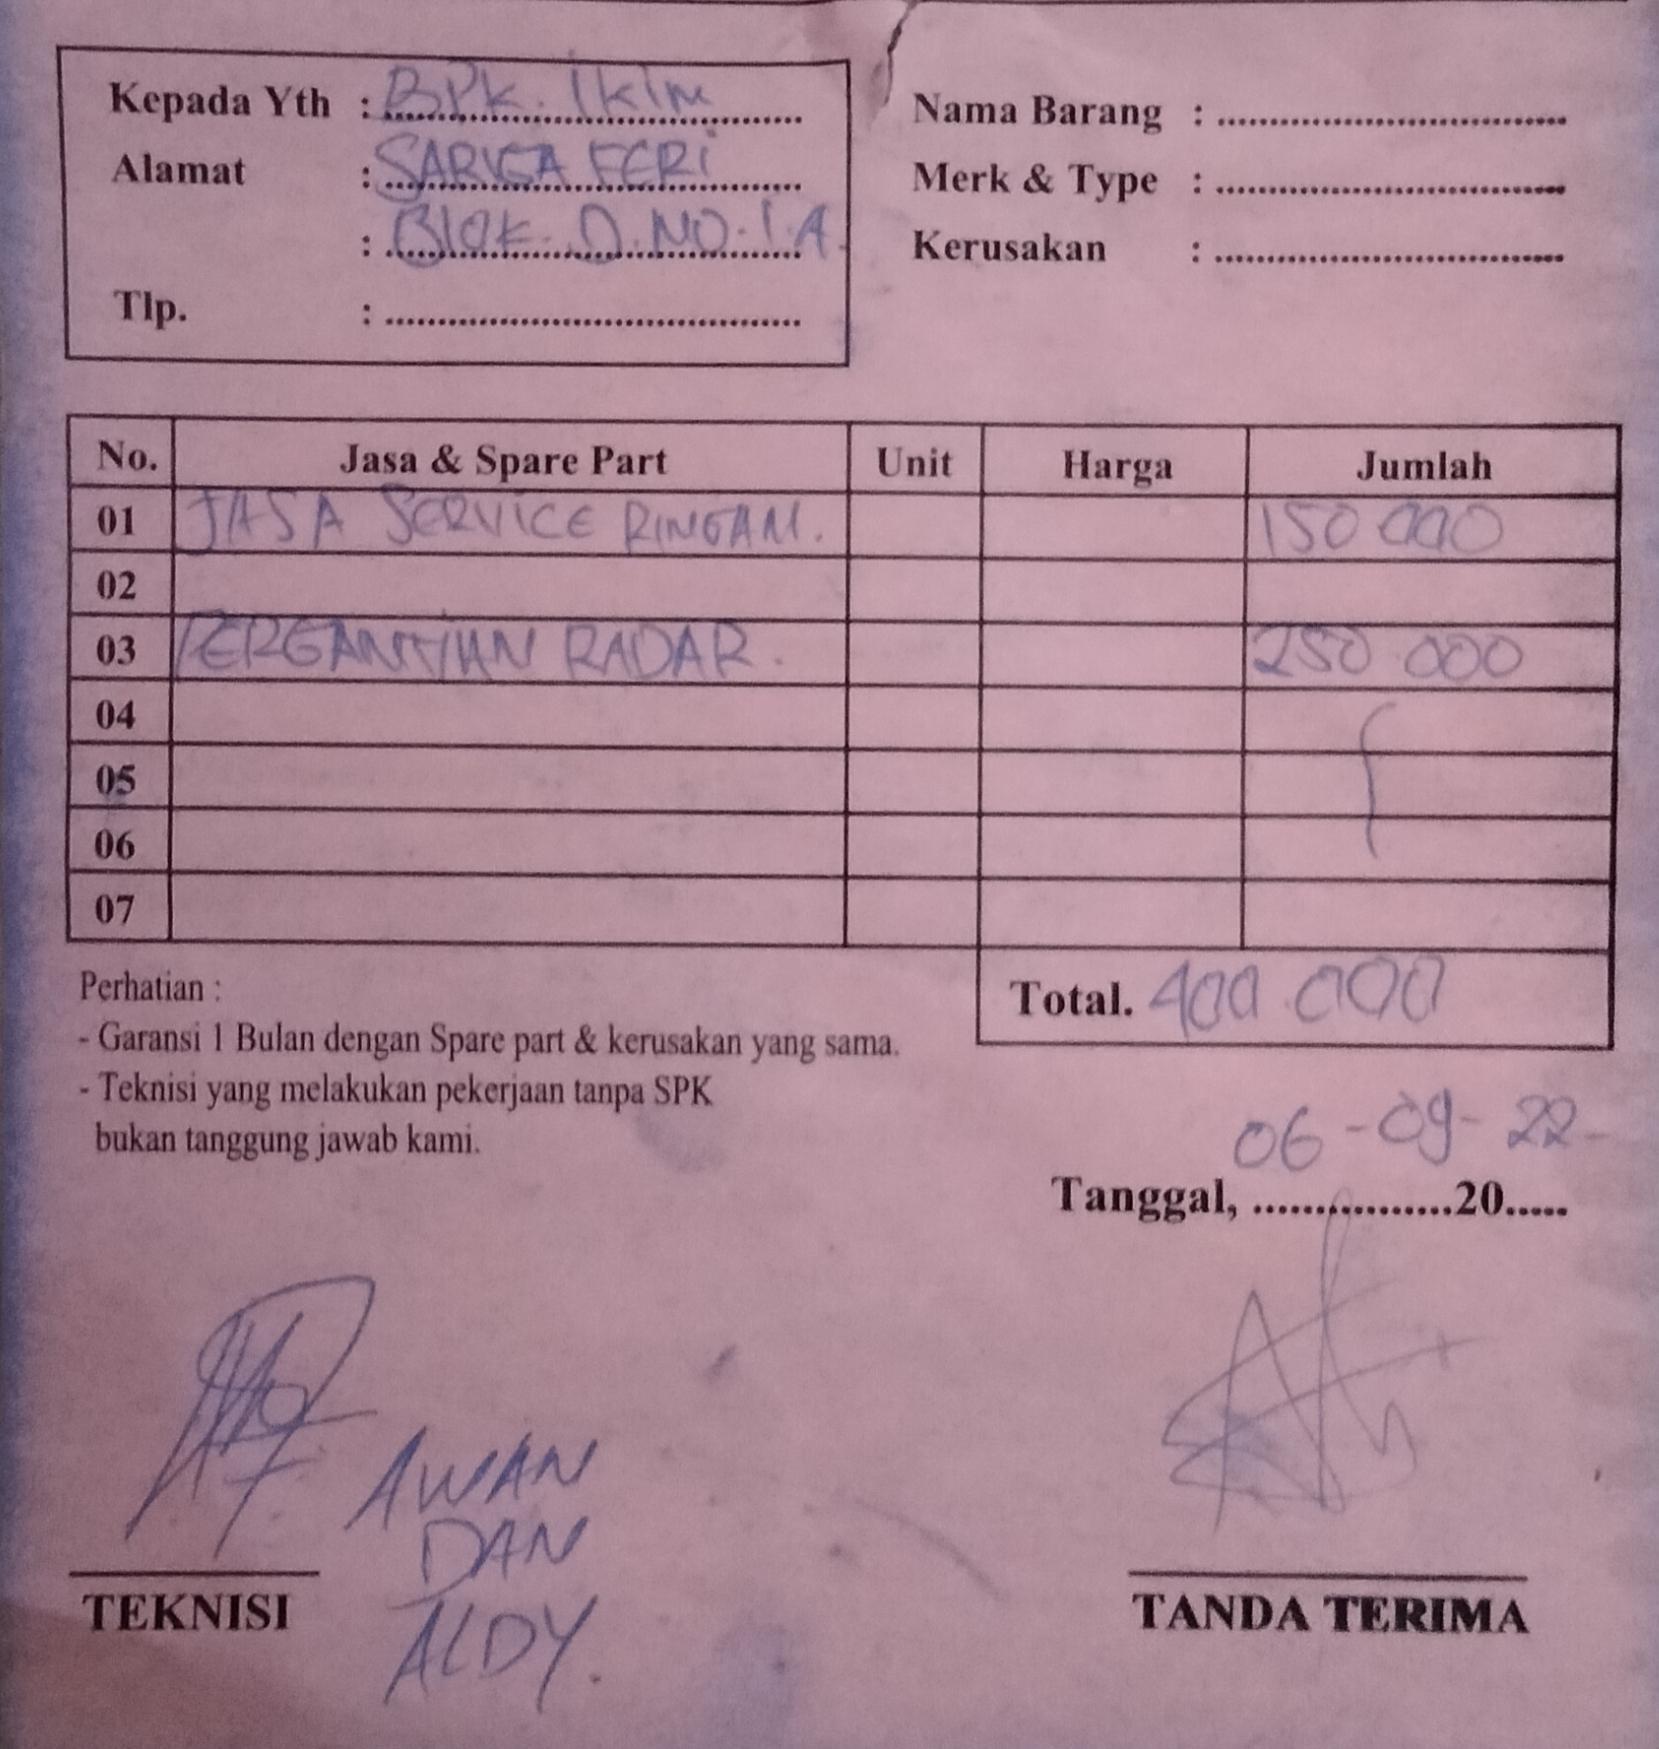 Kepada Yth : BPK. IKIM
Alamat : SARUGA FERI
: BLOK. D. NO. 1.A.
Tlp. : ........................................
Nama Barang : ..................................
Merk & Type : ..................................
Kerusakan : ..................................
No. Jasa & Spare Part Unit Harga Jumlah
01 JASA SERVICE RINGAN. 150 000
02
03 PERGANTIAN RADAR. 250 000
04
05
06
07
Total. 400.000
Perhatian :
- Garansi 1 Bulan dengan Spare part & kerusakan yang sama.
- Teknisi yang melakukan pekerjaan tanpa SPK
bukan tanggung jawab kami.
06-09-22-
Tanggal, ................20.....
AWAN
DAN
ALDY.
TEKNISI
TANDA TERIMA